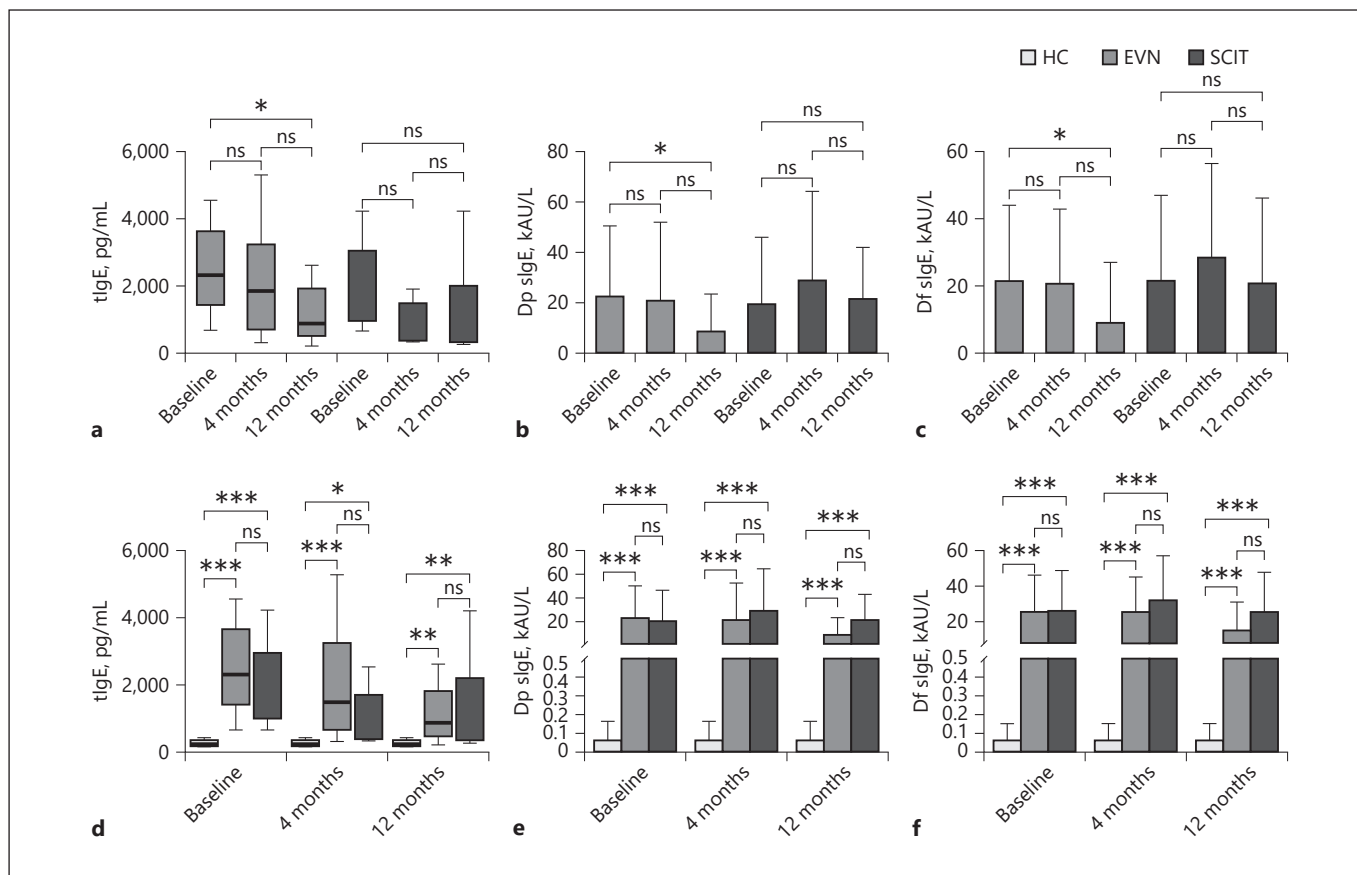 HC EVN SCIT
tIgE, pg/mL
6,000
4,000
2,000
0
*
ns
ns
ns
ns
ns
Baseline
4 months
12 months
Baseline
4 months
12 months
a
Dp sIgE, kAU/L
80
60
40
20
0
*
ns
ns
ns
ns
ns
Baseline
4 months
12 months
Baseline
4 months
12 months
b
Df sIgE, kAU/L
60
40
20
0
*
ns
ns
ns
ns
ns
Baseline
4 months
12 months
Baseline
4 months
12 months
c
tIgE, pg/mL
6,000
4,000
2,000
0
***
ns
***
*
ns
***
**
ns
**
Baseline
4 months
12 months
d
Dp sIgE, kAU/L
80
60
40
20
0.5
0.4
0.3
0.2
0.1
0
***
ns
***
***
ns
***
***
ns
***
Baseline
4 months
12 months
e
Df sIgE, kAU/L
60
40
20
0.5
0.4
0.3
0.2
0.1
0
***
ns
***
***
ns
***
***
ns
***
Baseline
4 months
12 months
f